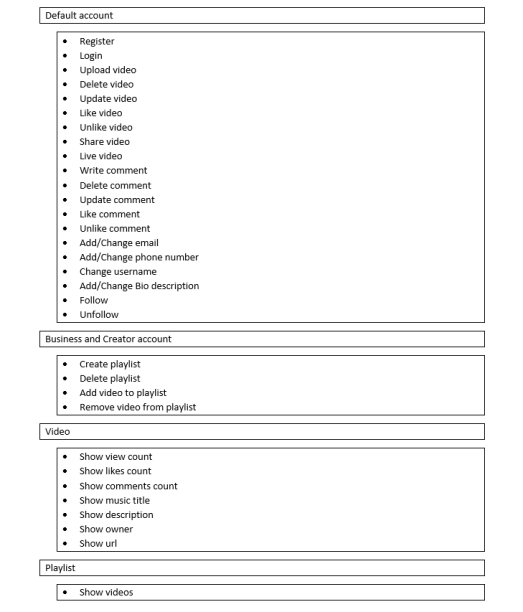 Default account
• Register
• Login
• Upload video
• Delete video
• Update video
• Like video
• Unlike video
• Share video
• Live video
• Write comment
• Delete comment
• Update comment
• Like comment
• Unlike comment
• Add/Change email
• Add/Change phone number
• Change username
• Add/Change Bio description
• Follow
• Unfollow
Business and Creator account
• Create playlist
• Delete playlist
• Add video to playlist
• Remove video from playlist
Video
• Show view count
• Show likes count
• Show comments count
• Show music title
• Show description
• Show owner
• Show url
Playlist
• Show videos